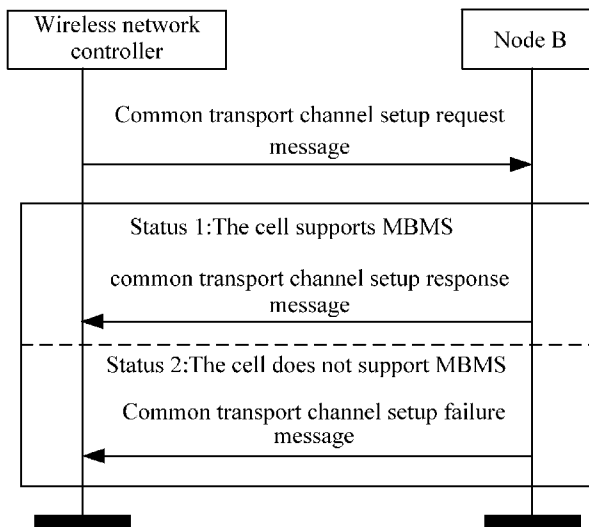 Wireless network
controller
Node B
Common transport channel setup request
message
Status 1:The cell supports MBMS
common transport channel setup response
message
Status 2:The cell does not support MBMS
Common transport channel setup failure
message